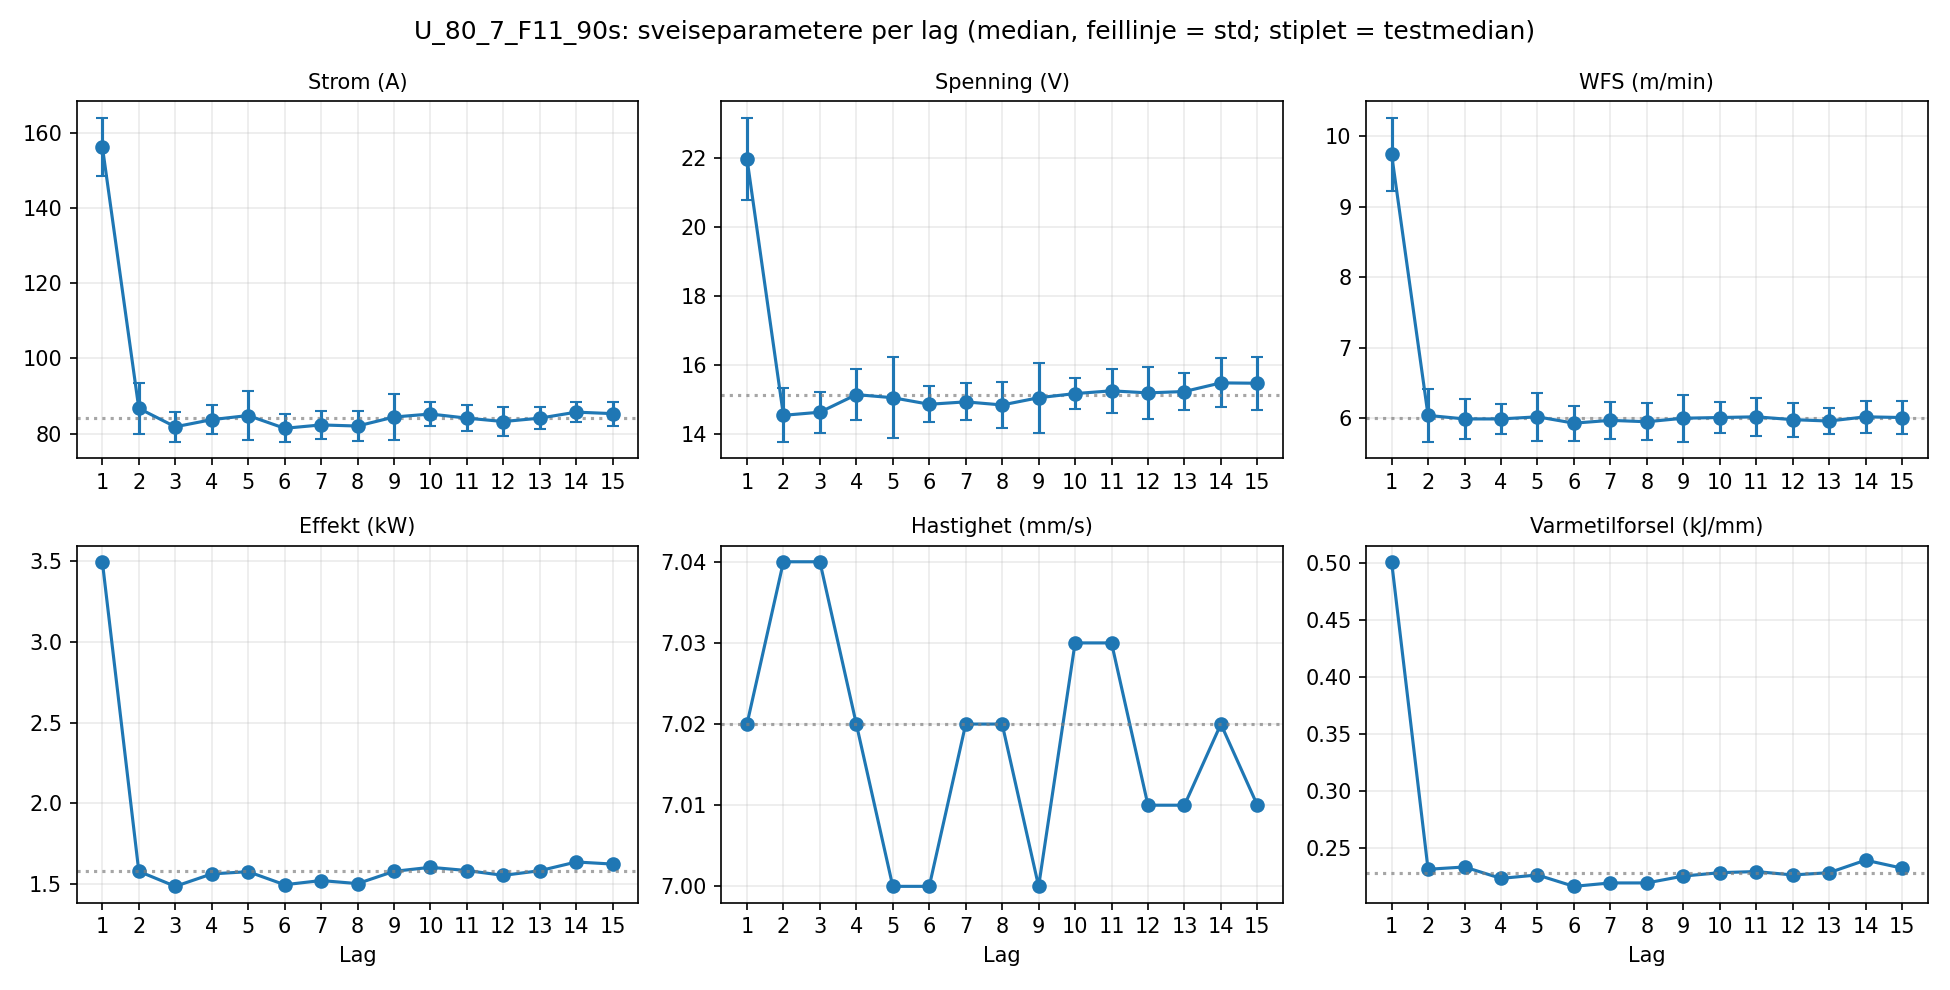 U_80_7_F11_90s: sveiseparametere per lag (median, feillinje = std; stiplet = testmedian)
Strom (A)
160
140
120
100
80
1 2 3 4 5 6 7 8 9 10 11 12 13 14 15
Spenning (V)
22
20
18
16
14
1 2 3 4 5 6 7 8 9 10 11 12 13 14 15
WFS (m/min)
10
9
8
7
6
1 2 3 4 5 6 7 8 9 10 11 12 13 14 15
Effekt (kW)
3.5
3.0
2.5
2.0
1.5
1 2 3 4 5 6 7 8 9 10 11 12 13 14 15
Lag
Hastighet (mm/s)
7.04
7.03
7.02
7.01
7.00
1 2 3 4 5 6 7 8 9 10 11 12 13 14 15
Lag
Varmetilforsel (kJ/mm)
0.50
0.45
0.40
0.35
0.30
0.25
1 2 3 4 5 6 7 8 9 10 11 12 13 14 15
Lag